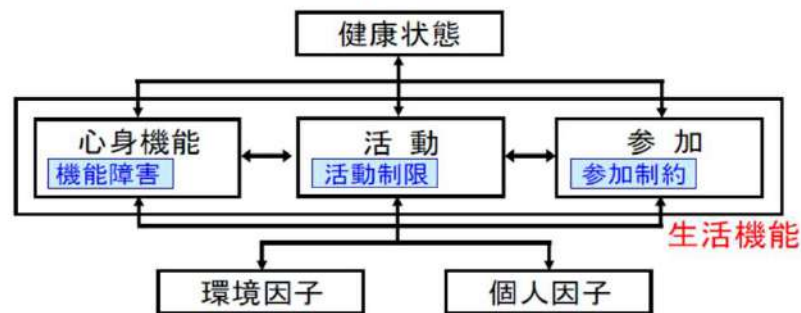 健康状態
心身機能
機能障害
活動
活動制限
参加
参加制約
生活機能
環境因子
個人因子